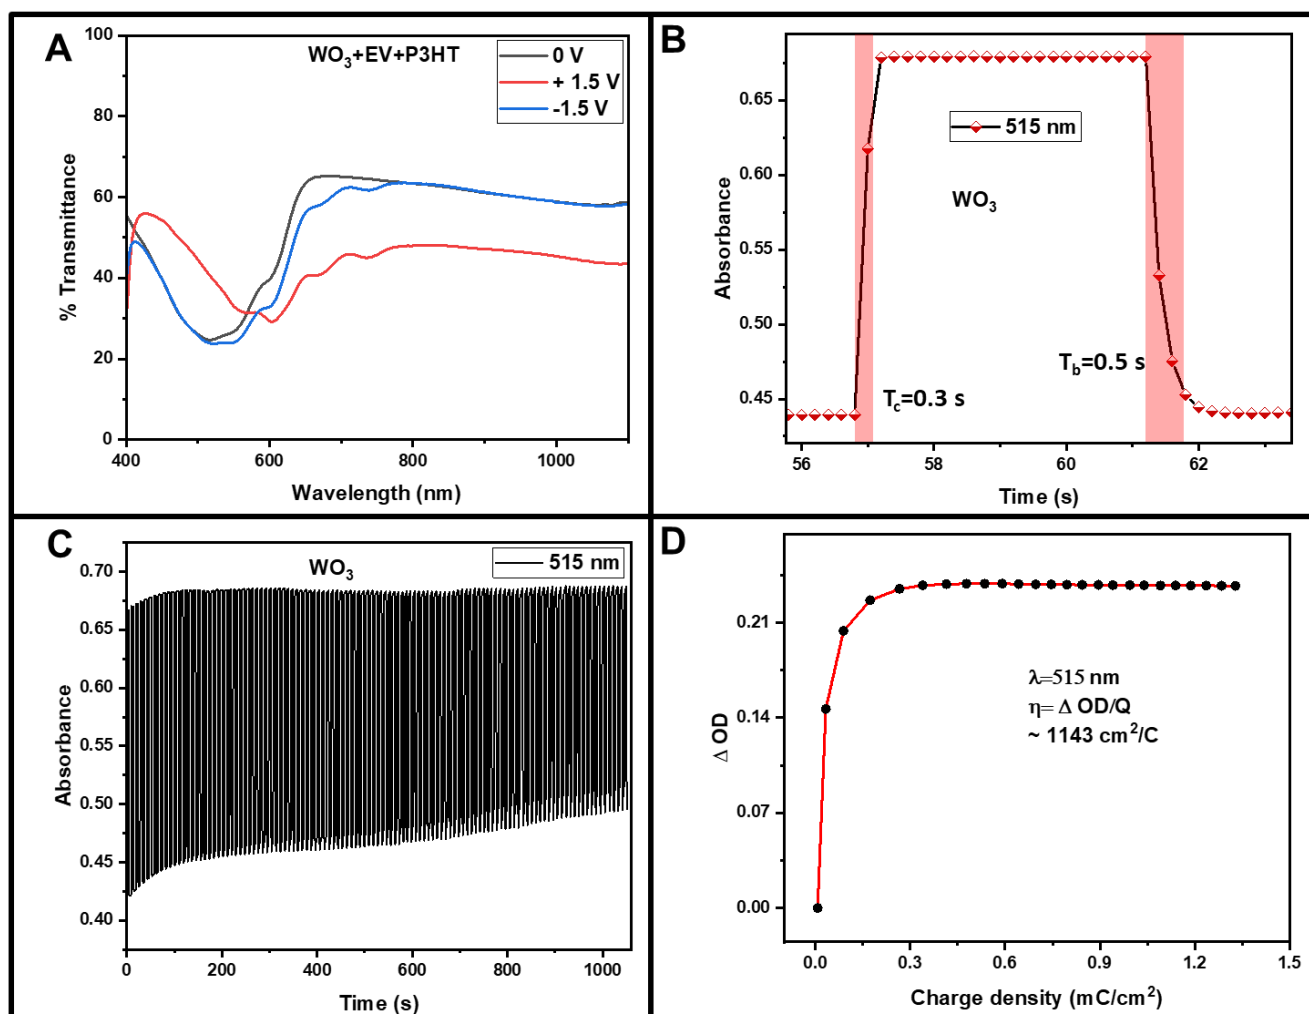 A
WO₃+EV+P3HT
0 V
+ 1.5 V
-1.5 V
100
80
60
40
20
0
% Transmittance
400
600
800
1000
Wavelength (nm)
B
515 nm
WO₃
T_b=0.5 s
T_c=0.3 s
0.65
0.60
0.55
0.50
0.45
Absorbance
56
58
60
62
Time (s)
C
WO₃
515 nm
0.70
0.65
0.60
0.55
0.50
0.45
0.40
Absorbance
0
200
400
600
800
1000
Time (s)
D
λ=515 nm
η= Δ OD/Q
~ 1143 cm²/C
0.21
0.14
0.07
0.00
Δ OD
0.0
0.3
0.6
0.9
1.2
1.5
Charge density (mC/cm²)